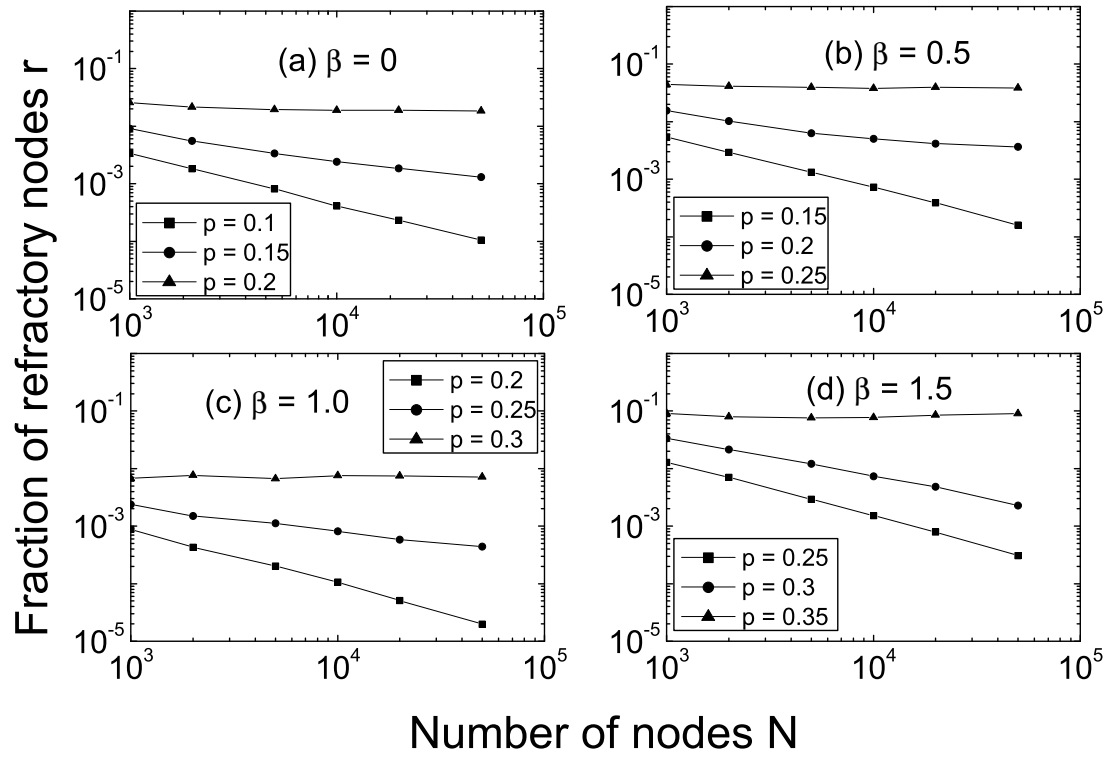 Fraction of refractory nodes r
(a) β = 0
10^-1
10^-3
10^-5
p = 0.1
p = 0.15
p = 0.2
10^3
10^4
10^5
(b) β = 0.5
10^-1
10^-3
10^-5
p = 0.15
p = 0.2
p = 0.25
10^3
10^4
10^5
(c) β = 1.0
10^-1
10^-3
10^-5
p = 0.2
p = 0.25
p = 0.3
10^3
10^4
10^5
(d) β = 1.5
10^-1
10^-3
10^-5
p = 0.25
p = 0.3
p = 0.35
10^3
10^4
10^5
Number of nodes N